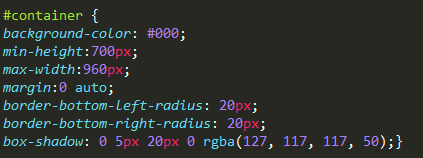 #container {
background-color: #000;
min-height:700px;
max-width:960px;
margin:0 auto;
border-bottom-left-radius: 20px;
border-bottom-right-radius: 20px;
box-shadow: 0 5px 20px 0 rgba(127, 117, 117, 50);}